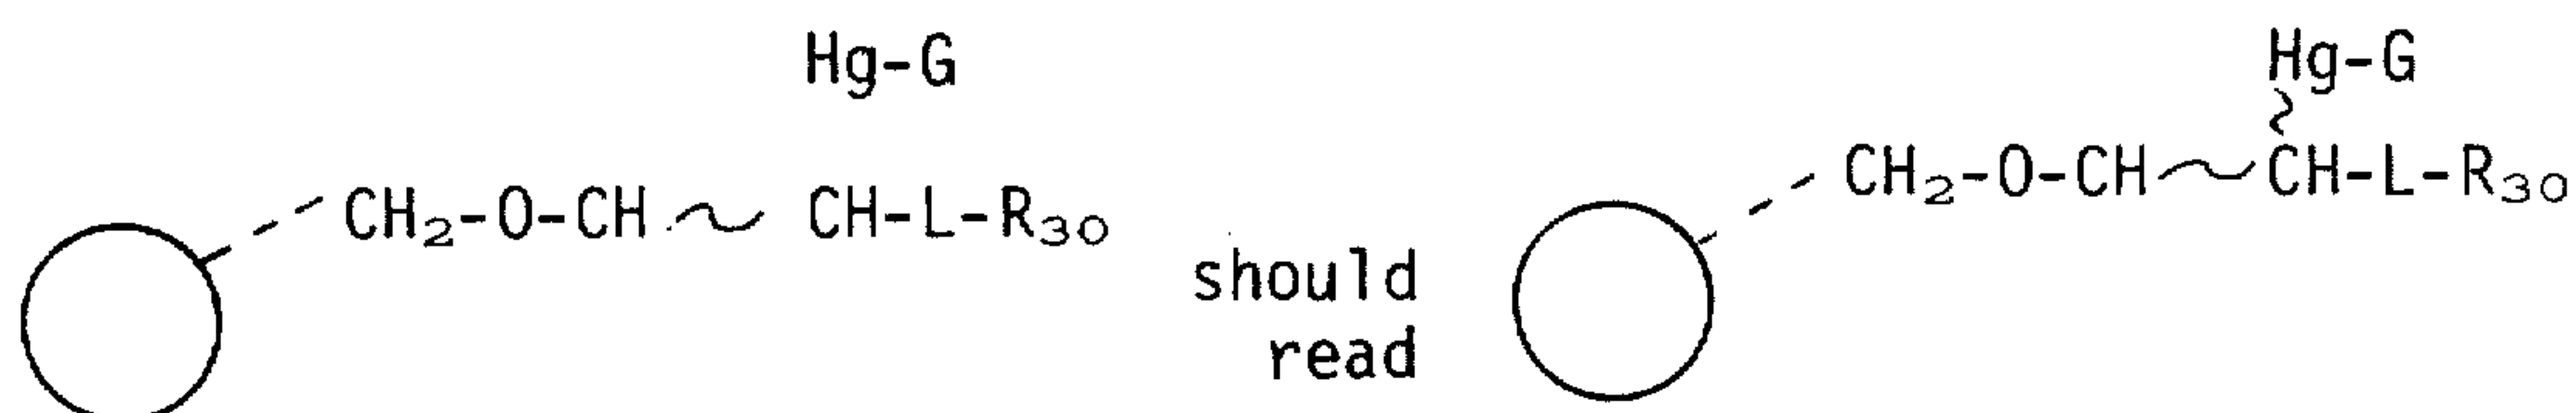 Hg-G
CH₂-O-CH~CH-L-R₃₀
should
read
Hg-G
CH₂-O-CH~CH-L-R₃₀